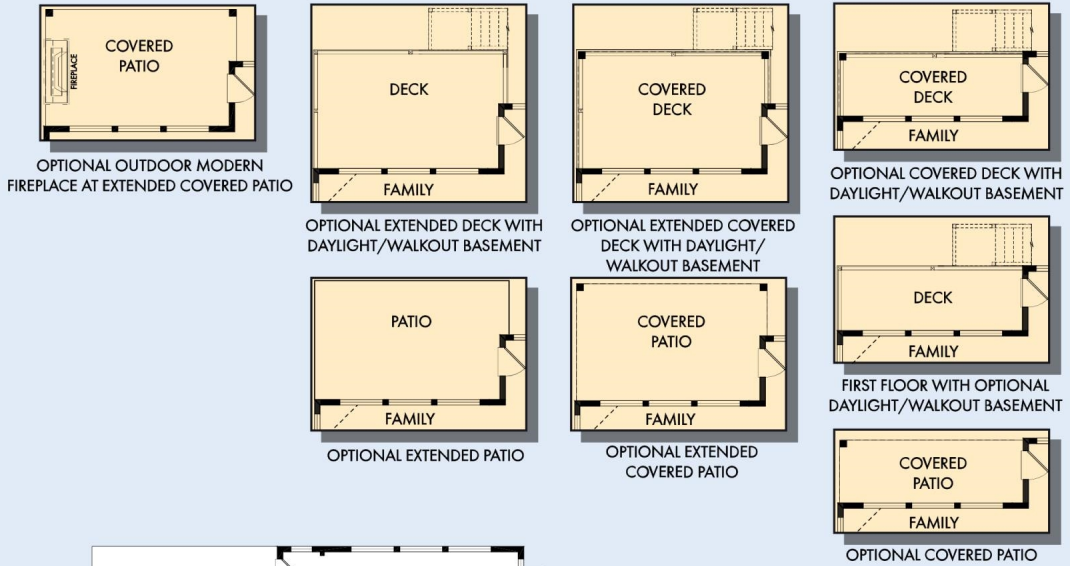 COVERED
PATIO
FIREPLACE
OPTIONAL OUTDOOR MODERN
FIREPLACE AT EXTENDED COVERED PATIO
DECK
FAMILY
OPTIONAL EXTENDED DECK WITH
DAYLIGHT/WALKOUT BASEMENT
COVERED
DECK
FAMILY
OPTIONAL EXTENDED COVERED
DECK WITH DAYLIGHT/
WALKOUT BASEMENT
COVERED
DECK
FAMILY
OPTIONAL COVERED DECK WITH
DAYLIGHT/WALKOUT BASEMENT
PATIO
FAMILY
OPTIONAL EXTENDED PATIO
COVERED
PATIO
FAMILY
OPTIONAL EXTENDED
COVERED PATIO
DECK
FAMILY
FIRST FLOOR WITH OPTIONAL
DAYLIGHT/WALKOUT BASEMENT
COVERED
PATIO
FAMILY
OPTIONAL COVERED PATIO